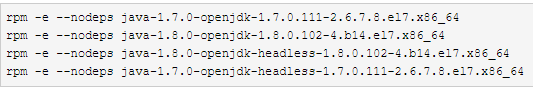 rpm -e --nodeps java-1.7.0-openjdk-1.7.0.111-2.6.7.8.el7.x86_64
rpm -e --nodeps java-1.8.0-openjdk-1.8.0.102-4.b14.el7.x86_64
rpm -e --nodeps java-1.8.0-openjdk-headless-1.8.0.102-4.b14.el7.x86_64
rpm -e --nodeps java-1.7.0-openjdk-headless-1.7.0.111-2.6.7.8.el7.x86_64